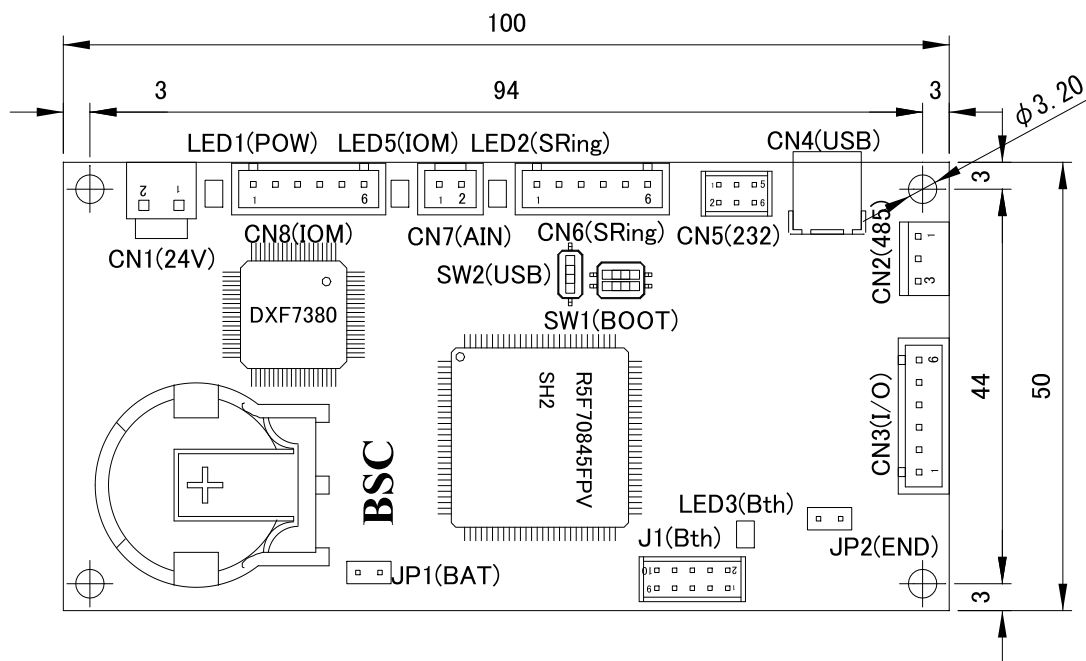 100
3
94
3
φ3.20
LED1(POW)
LED5(IOM)
LED2(SRing)
CN4(USB)
3
2
1
1
6
1
2
1
6
1
5
2
6
CN1(24V)
CN8(IOM)
CN7(AIN)
CN6(SRing)
CN5(232)
CN2(485)
1
3
SW2(USB)
SW1(BOOT)
DXF7380
R5F70845FPV
SH2
44
50
6
CN3(I/O)
1
BSC
LED3(Bth)
J1(Bth)
JP2(END)
10
2
9
1
JP1(BAT)
3